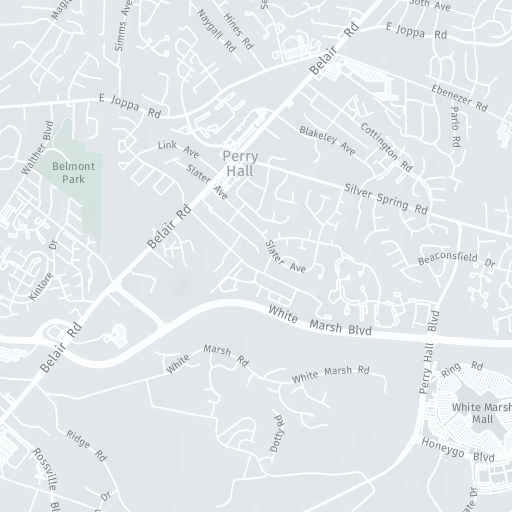 Simms Ave
Naygall Rd
Hines Rd
Belair Rd
E Joppa Rd
Ebenezer Rd
Parlo Rd
E Joppa Rd
Walther Blvd
Link Ave
Blakeley Ave
Cottington Rd
Perry
Hall
Belmont
Park
Slater Ave
Silver Spring Rd
Belair Rd
Slater Ave
Beaconsfield Dr
Kintore Dr
White Marsh Blvd
Belair Rd
Perry Hall Blvd
White Marsh Rd
White Marsh Rd
Ring Rd
White Marsh
Mall
Dotty Rd
Ridge Rd
Honeygo Blvd
Rossville Bl
Dr